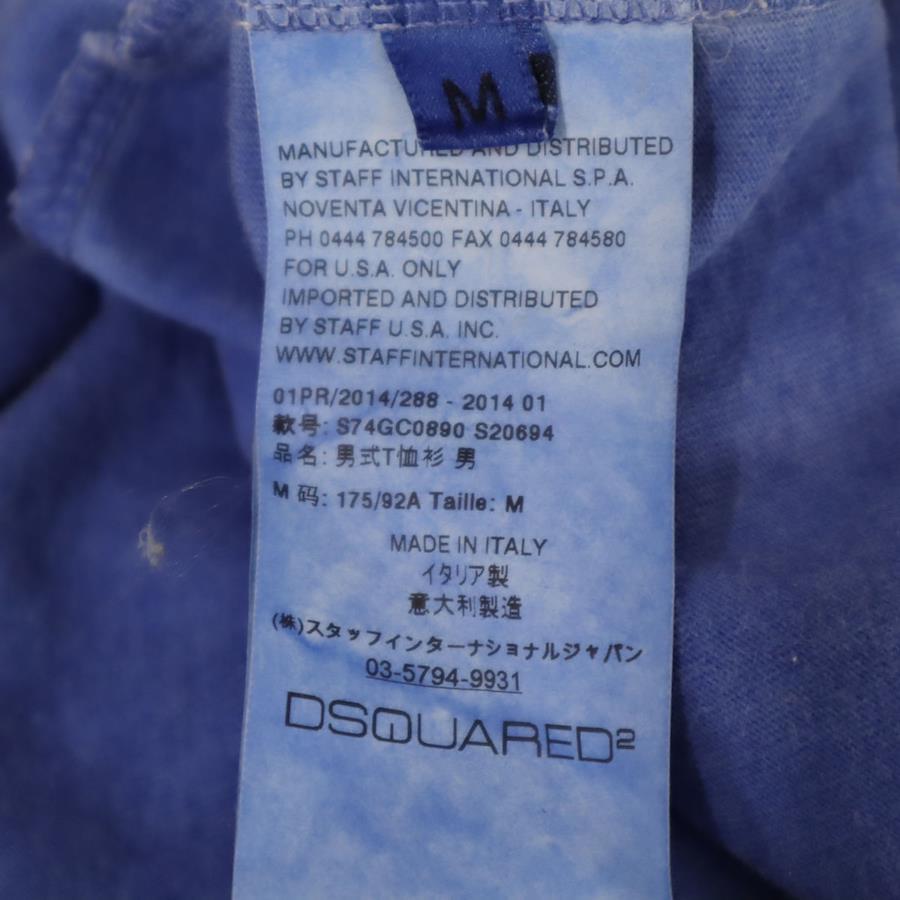 M
MANUFACTURED AND DISTRIBUTED
BY STAFF INTERNATIONAL S.P.A.
NOVENTA VICENTINA - ITALY
PH 0444 784500 FAX 0444 784580
FOR U.S.A. ONLY
IMPORTED AND DISTRIBUTED
BY STAFF U.S.A. INC.
WWW.STAFFINTERNATIONAL.COM
01PR/2014/288 - 2014 01
款号: S74GC0890 S20694
品名: 男式T恤衫 男
M 码: 175/92A Taille: M
MADE IN ITALY
イタリア製
意大利製造
(株)スタッフインターナショナルジャパン
03-5794-9931
DSQUARED2